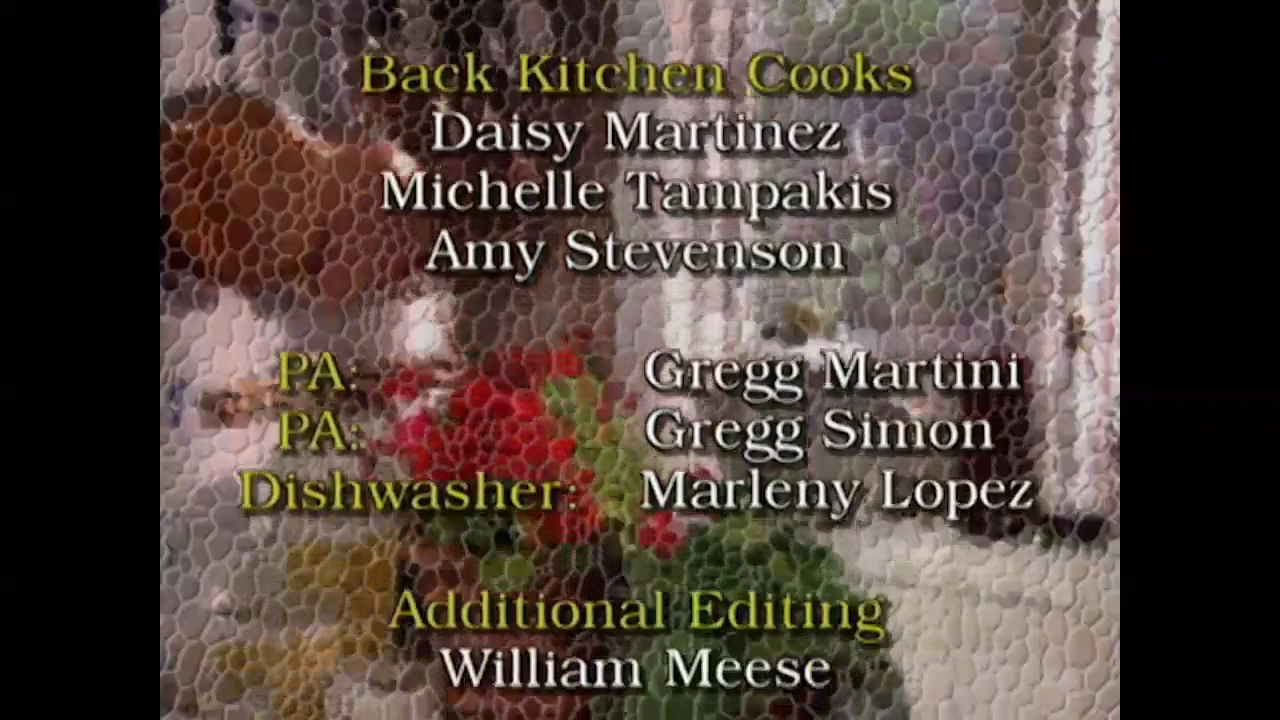 Back Kitchen Cooks
Daisy Martinez
Michelle Tampakis
Amy Stevenson
PA: Gregg Martini
PA: Gregg Simon
Dishwasher: Marleny Lopez
Additional Editing
William Meese